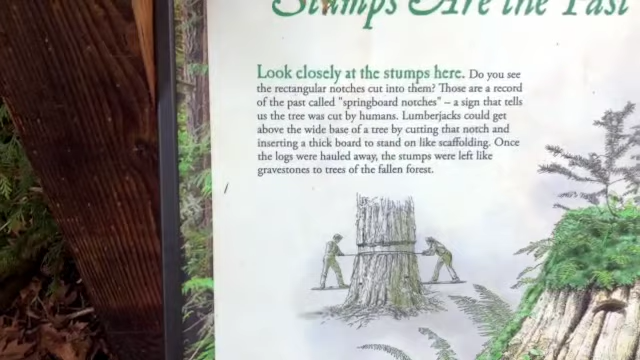 Stumps Are the Past
Look closely at the stumps here. Do you see
the rectangular notches cut into them? Those are a record
of the past called "springboard notches" – a sign that tells
us the tree was cut by humans. Lumberjacks could get
above the wide base of a tree by cutting that notch and
inserting a thick board to stand on like scaffolding. Once
the logs were hauled away, the stumps were left like
gravestones to trees of the fallen forest.